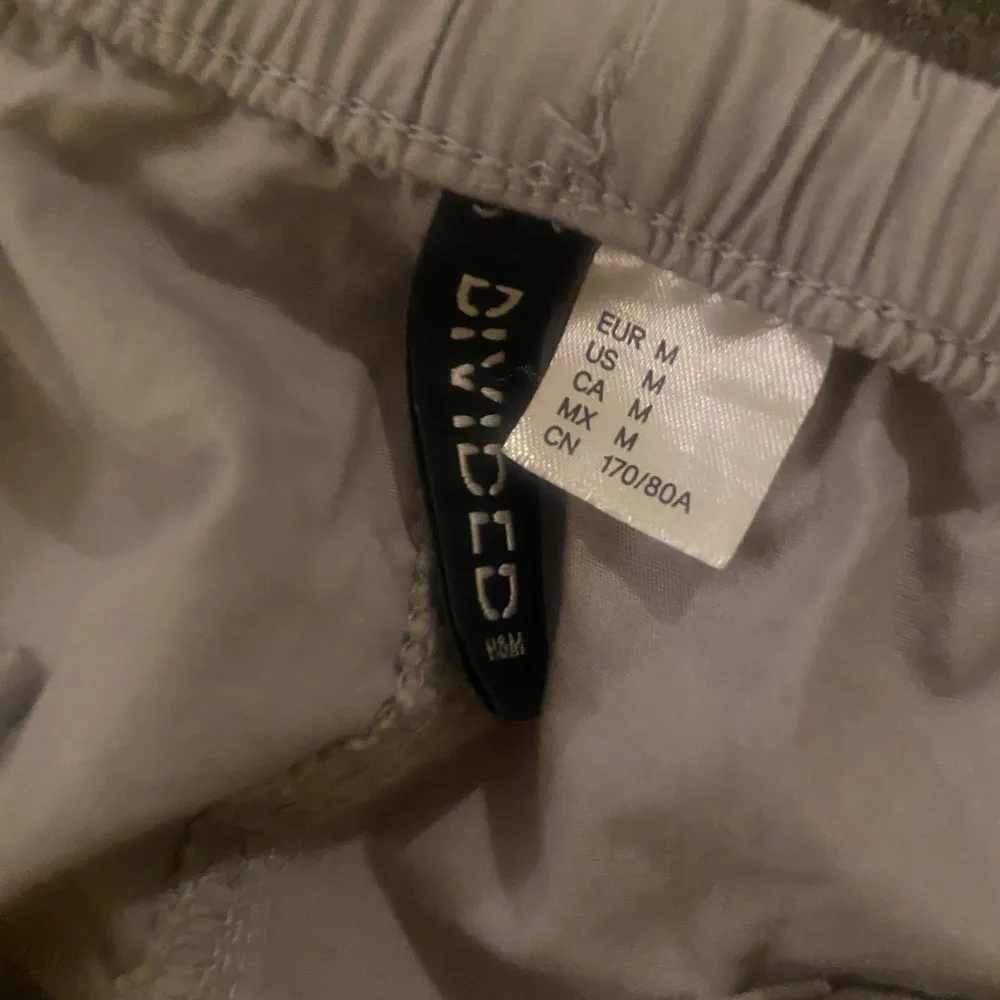 DIVIDED
H&M
EUR M
US M
CA M
MX M
CN 170/80A